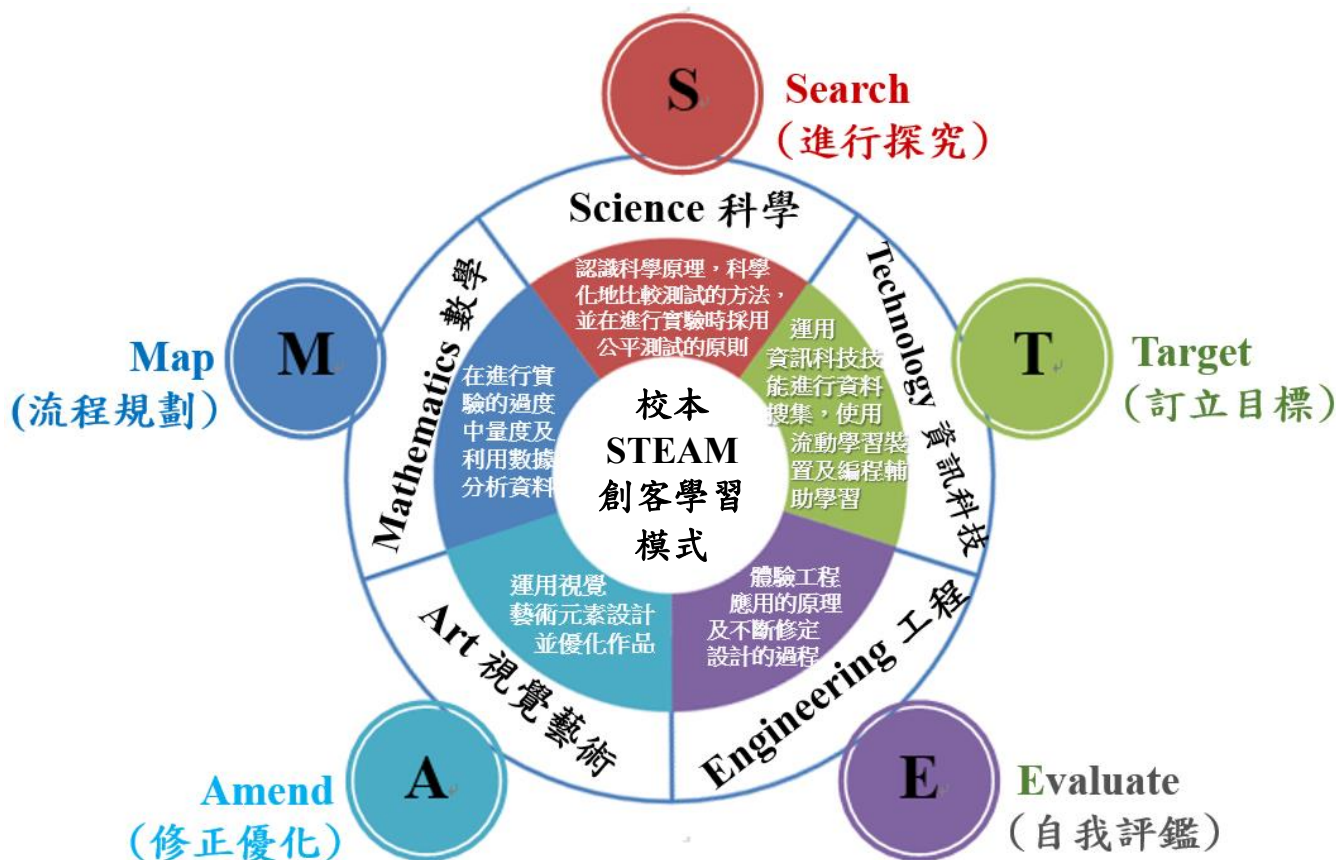 S
Search
（進行探究）
Science 科學
認識科學原理，科學
化地比較測試的方法，
並在進行實驗時採用
公平測試的原則
T
Target
（訂立目標）
Technology 資訊科技
運用
資訊科技技
能進行資料
搜集，使用
流動學習裝
置及編程輔
助學習
E
Evaluate
（自我評鑑）
Engineering 工程
體驗工程
應用的原理
及不斷修定
設計的過程
A
Amend
（修正優化）
Art 視覺藝術
運用視覺
藝術元素設計
並優化作品
M
Map
(流程規劃）
Mathematics 數學
在進行實
驗的過度
中量度及
利用數據
分析資料
校本
STEAM
創客學習
模式